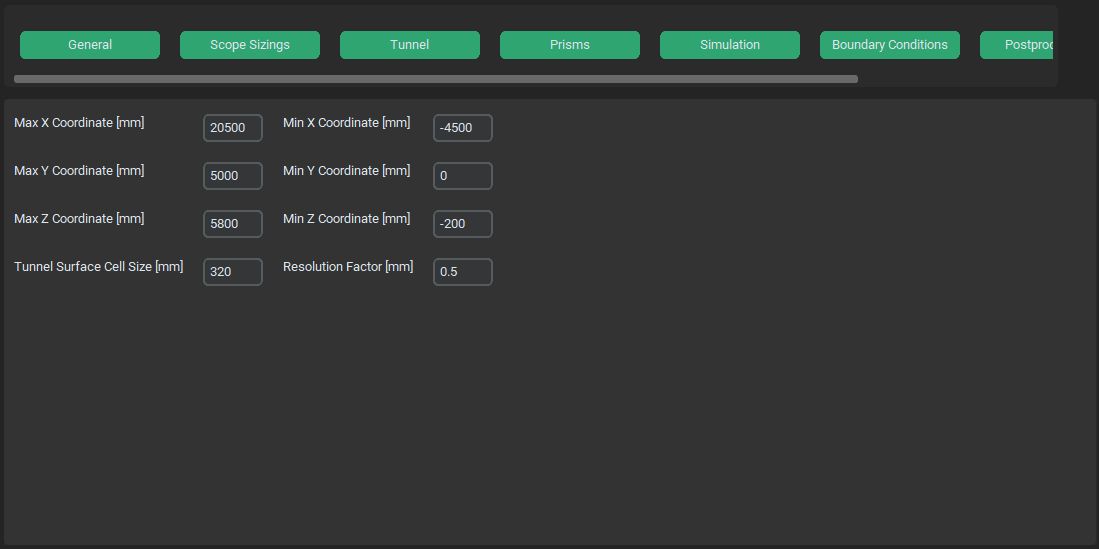 General Scope Sizings Tunnel Prisms Simulation Boundary Conditions Postproc
Max X Coordinate [mm] 20500 Min X Coordinate [mm] -4500
Max Y Coordinate [mm] 5000 Min Y Coordinate [mm] 0
Max Z Coordinate [mm] 5800 Min Z Coordinate [mm] -200
Tunnel Surface Cell Size [mm] 320 Resolution Factor [mm] 0.5